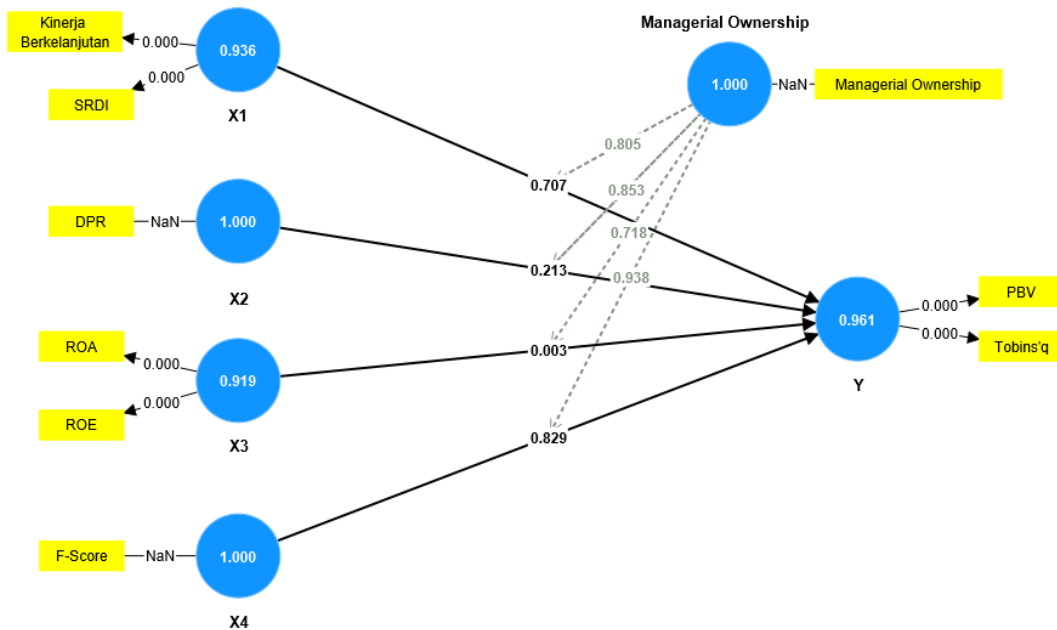 Kinerja
Berkelanjutan
0.000
0.936
0.000
SRDI
X1
Managerial Ownership
1.000
NaN
Managerial Ownership
0.805
0.707
0.853
0.718
0.938
DPR
NaN
1.000
0.213
X2
ROA
0.000
0.919
0.000
ROE
X3
0.003
0.961
0.000
PBV
0.000
Tobins'q
Y
0.829
F-Score
NaN
1.000
X4